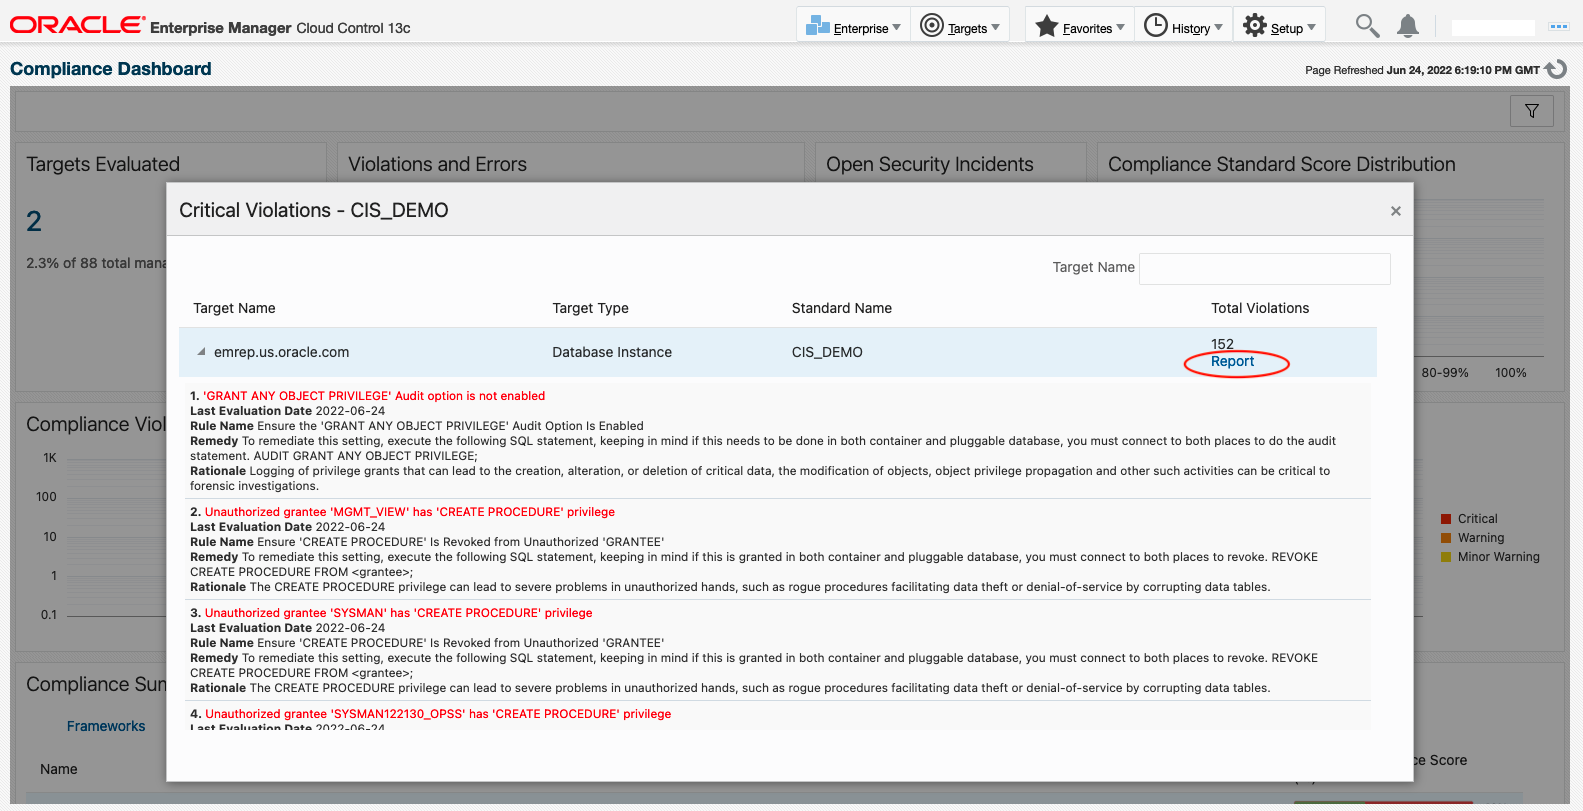 ORACLE Enterprise Manager Cloud Control 13c
Enterprise
Targets
Favorites
History
Setup
Compliance Dashboard
Page Refreshed Jun 24, 2022 6:19:10 PM GMT
Targets Evaluated
Violations and Errors
Open Security Incidents
Compliance Standard Score Distribution
2
2.3% of 88 total mana
80-99%
100%
Critical Violations - CIS_DEMO
×
Target Name
Target Name
Target Type
Standard Name
Total Violations
emrep.us.oracle.com
Database Instance
CIS_DEMO
152
Report
1. 'GRANT ANY OBJECT PRIVILEGE' Audit option is not enabled
Last Evaluation Date 2022-06-24
Rule Name Ensure the 'GRANT ANY OBJECT PRIVILEGE' Audit Option Is Enabled
Remedy To remediate this setting, execute the following SQL statement, keeping in mind if this needs to be done in both container and pluggable database, you must connect to both places to do the audit
statement. AUDIT GRANT ANY OBJECT PRIVILEGE;
Rationale Logging of privilege grants that can lead to the creation, alteration, or deletion of critical data, the modification of objects, object privilege propagation and other such activities can be critical to
forensic investigations.
2. Unauthorized grantee 'MGMT_VIEW' has 'CREATE PROCEDURE' privilege
Last Evaluation Date 2022-06-24
Rule Name Ensure 'CREATE PROCEDURE' Is Revoked from Unauthorized 'GRANTEE'
Remedy To remediate this setting, execute the following SQL statement, keeping in mind if this is granted in both container and pluggable database, you must connect to both places to revoke. REVOKE
CREATE PROCEDURE FROM <grantee>;
Rationale The CREATE PROCEDURE privilege can lead to severe problems in unauthorized hands, such as rogue procedures facilitating data theft or denial-of-service by corrupting data tables.
3. Unauthorized grantee 'SYSMAN' has 'CREATE PROCEDURE' privilege
Last Evaluation Date 2022-06-24
Rule Name Ensure 'CREATE PROCEDURE' Is Revoked from Unauthorized 'GRANTEE'
Remedy To remediate this setting, execute the following SQL statement, keeping in mind if this is granted in both container and pluggable database, you must connect to both places to revoke. REVOKE
CREATE PROCEDURE FROM <grantee>;
Rationale The CREATE PROCEDURE privilege can lead to severe problems in unauthorized hands, such as rogue procedures facilitating data theft or denial-of-service by corrupting data tables.
4. Unauthorized grantee 'SYSMAN122130_OPSS' has 'CREATE PROCEDURE' privilege
Last Evaluation Date 2022-06-24
Compliance Viol
1K
100
10
1
0.1
Critical
Warning
Minor Warning
Compliance Sum
Frameworks
Name
ce Score